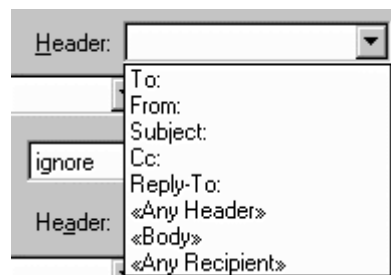 Header:
To:
From:
Subject:
Cc:
Reply-To:
«Any Header»
«Body»
«Any Recipient»
ignore
Header: